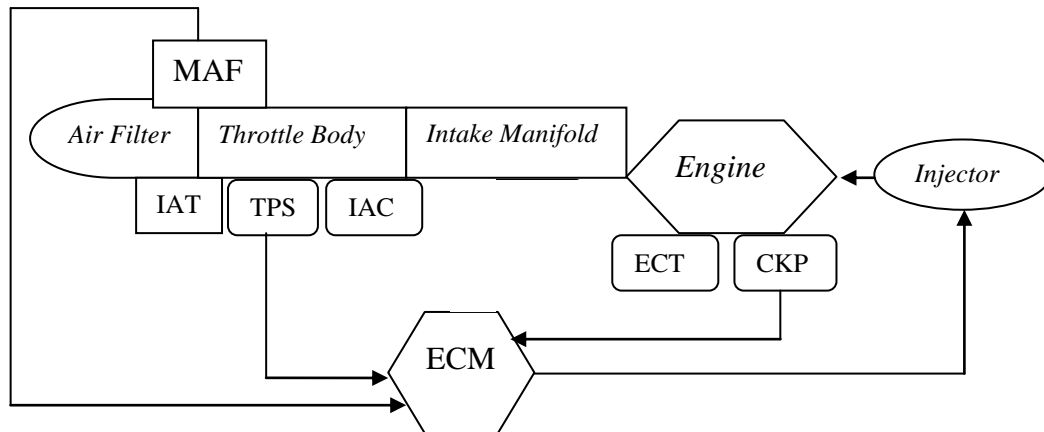 MAF
Air Filter
Throttle Body
Intake Manifold
Engine
Injector
IAT
TPS
IAC
ECT
CKP
ECM